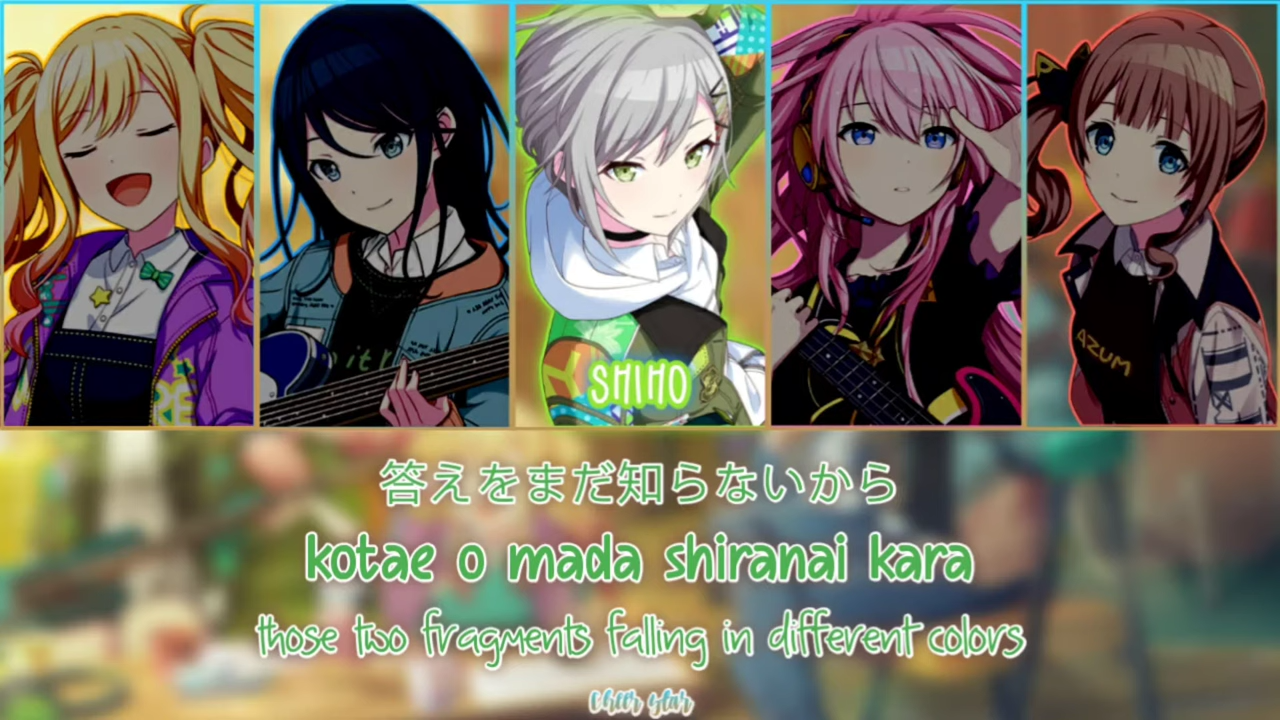 SHIHO
AZUM
答えをまだ知らないから
kotae o mada shiranai kara
those two fragments falling in different colors